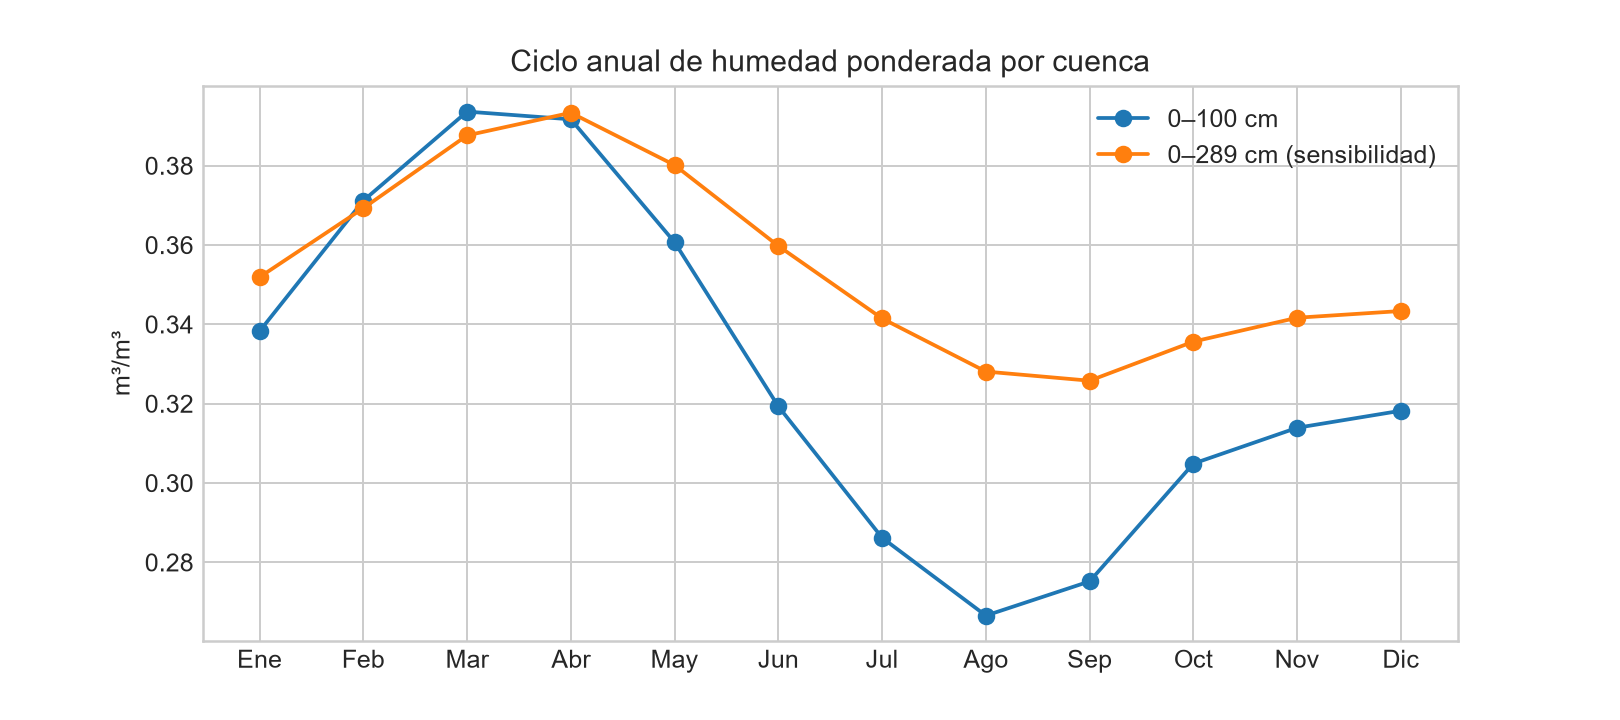 Ciclo anual de humedad ponderada por cuenca
0–100 cm
0–289 cm (sensibilidad)
m³/m³
0.38
0.36
0.34
0.32
0.30
0.28
Ene Feb Mar Abr May Jun Jul Ago Sep Oct Nov Dic